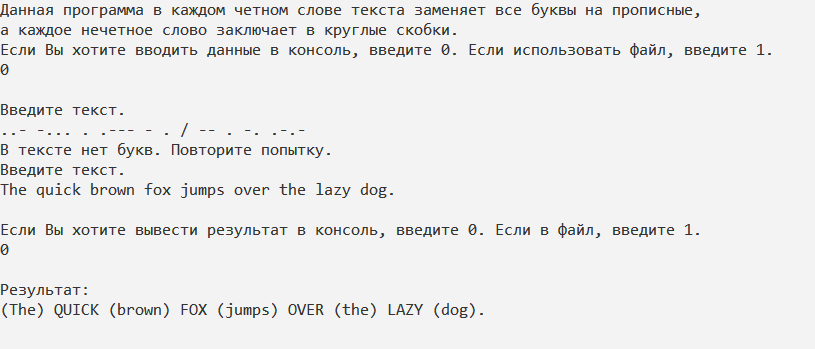 Данная программа в каждом четном слове текста заменяет все буквы на прописные,
а каждое нечетное слово заключает в круглые скобки.
Если Вы хотите вводить данные в консоль, введите 0. Если использовать файл, введите 1.
0
Введите текст.
..- -... . .--- - . / -- . -. .-.-
В тексте нет букв. Повторите попытку.
Введите текст.
The quick brown fox jumps over the lazy dog.
Если Вы хотите вывести результат в консоль, введите 0. Если в файл, введите 1.
0
Результат:
(The) QUICK (brown) FOX (jumps) OVER (the) LAZY (dog).